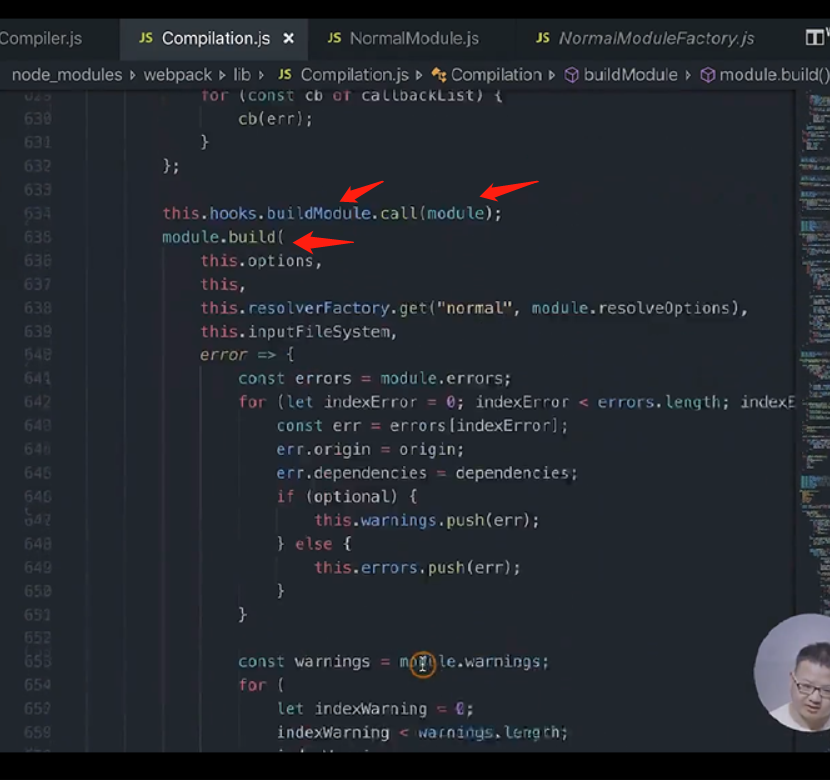 Compiler.js JS Compilation.js × JS NormalModule.js JS NormalModuleFactory.js
node_modules webpack lib JS Compilation.js Compilation buildModule module.build()
629 for (const cb of callbackList) {
630 cb(err);
631 }
632 };
633
634 this.hooks.buildModule.call(module);
635 module.build(
636 this.options,
637 this,
638 this.resolverFactory.get("normal", module.resolveOptions),
639 this.inputFileSystem,
640 error => {
641 const errors = module.errors;
642 for (let indexError = 0; indexError < errors.length; indexE
643 const err = errors[indexError];
644 err.origin = origin;
645 err.dependencies = dependencies;
646 if (optional) {
647 this.warnings.push(err);
648 } else {
649 this.errors.push(err);
650 }
651 }
652
653 const warnings = module.warnings;
654 for (
let indexWarning = 0;
indexWarning < warnings.length;